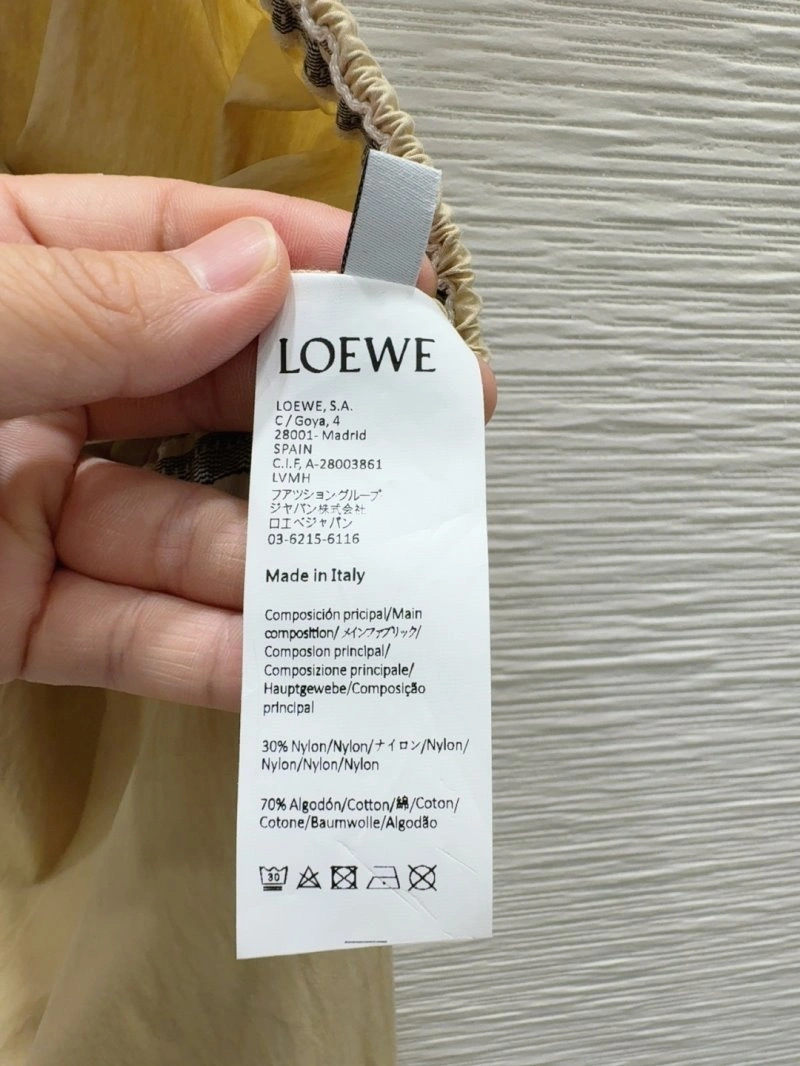 LOEWE
LOEWE, S.A.
C / Goya, 4
28001- Madrid
SPAIN
C.I.F, A-28003861
LVMH
フアツショングループ
ジャパン株式会社
ロエベジャパン
03-6215-6116
Made in Italy
Composición pricipal/Main
composition/ メインファブリック/
Composion principal/
Composizione principale/
Hauptgewebe/Composição
principal
30% Nylon/Nylon/ナイロン/Nylon/
Nylon/Nylon/Nylon
70% Algodón/Cotton/綿/Coton/
Cotone/Baumwolle/Algodão
30